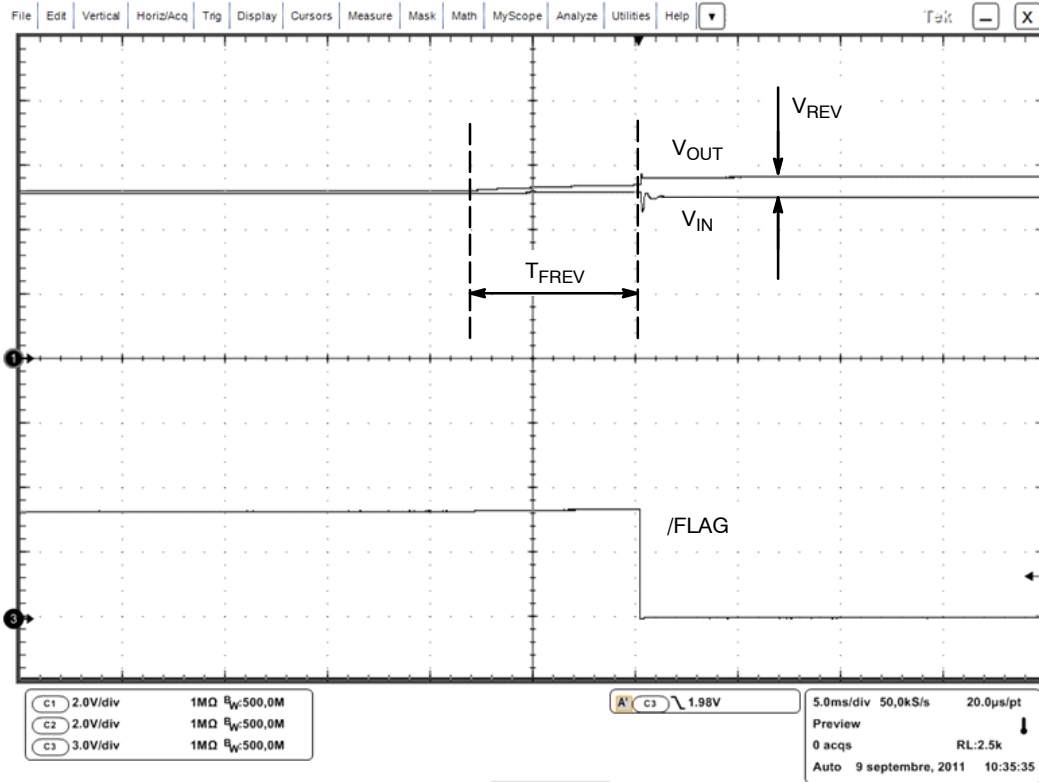 File Edit Vertical Horiz/Acq Trig Display Cursors Measure Mask Math MyScope Analyze Utilities Help Tek X
VREV
VOUT
VIN
TFREV
1
/FLAG
3
C1 2.0V/div 1MΩ BW:500,0M
C2 2.0V/div 1MΩ BW:500,0M
C3 3.0V/div 1MΩ BW:500,0M
A' C3 1.98V
5.0ms/div 50,0kS/s 20.0µs/pt
Preview
0 acqs RL:2.5k
Auto 9 septembre, 2011 10:35:35